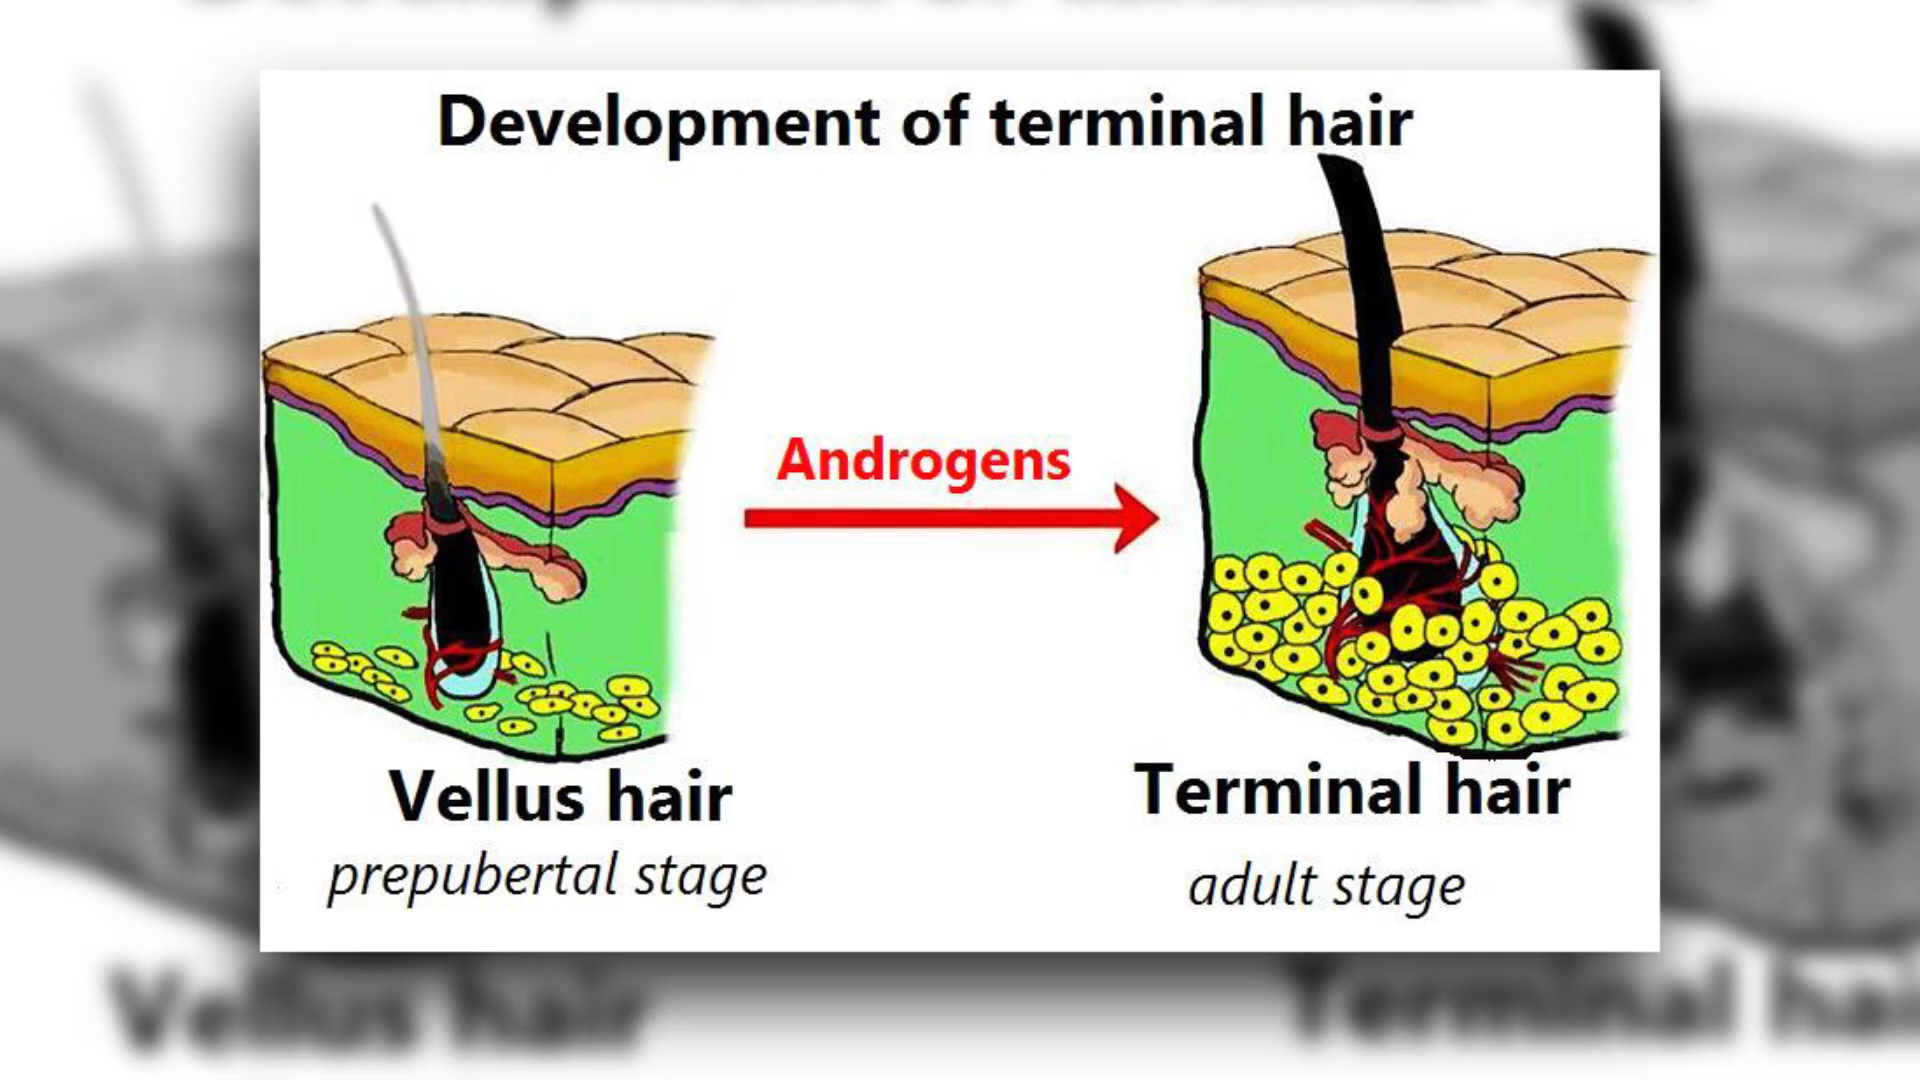 Development of terminal hair
Androgens
Vellus hair
prepubertal stage
Terminal hair
adult stage